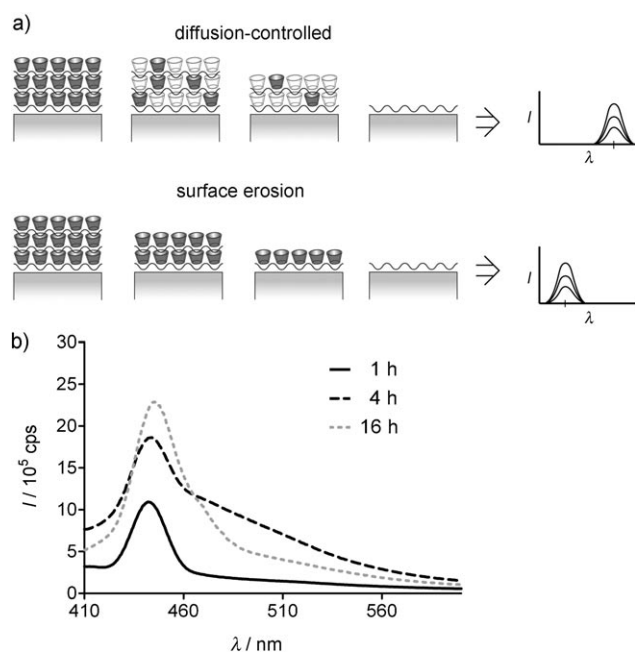 a)
diffusion-controlled
I
λ
surface erosion
I
λ
b)
30
25
20
15
10
5
0
I / 10⁵ cps
1 h
4 h
16 h
410
460
510
560
λ / nm